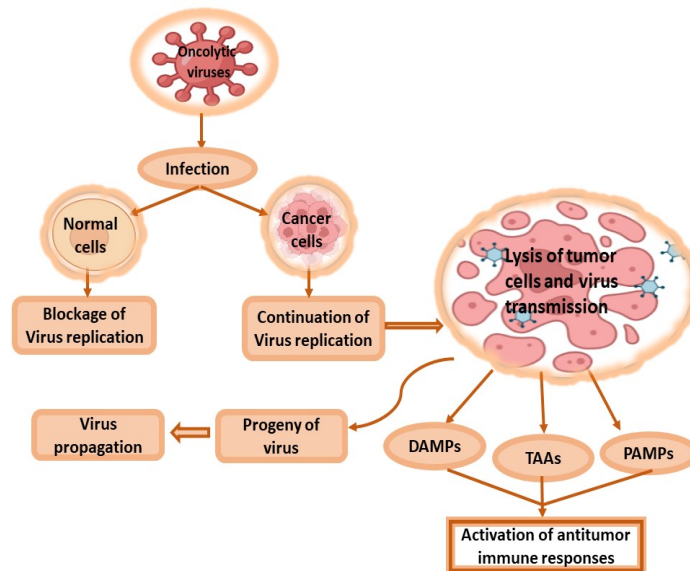 Oncolytic
viruses
Infection
Normal
cells
Cancer
cells
Blockage of
Virus replication
Continuation of
Virus replication
Lysis of tumor
cells and virus
transmission
Virus
propagation
Progeny of
virus
DAMPs
TAAs
PAMPs
Activation of antitumor
immune responses